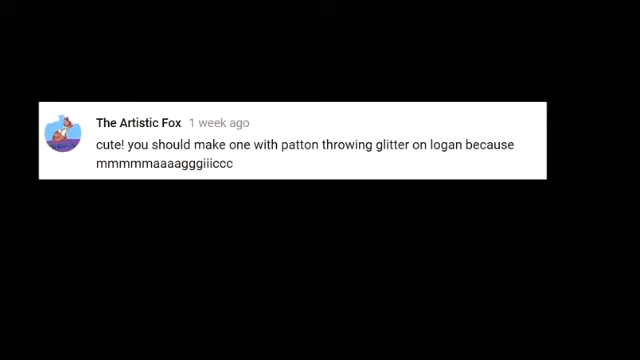 The Artistic Fox 1 week ago
cute! you should make one with patton throwing glitter on logan because
mmmmmaaaagggiiiccc